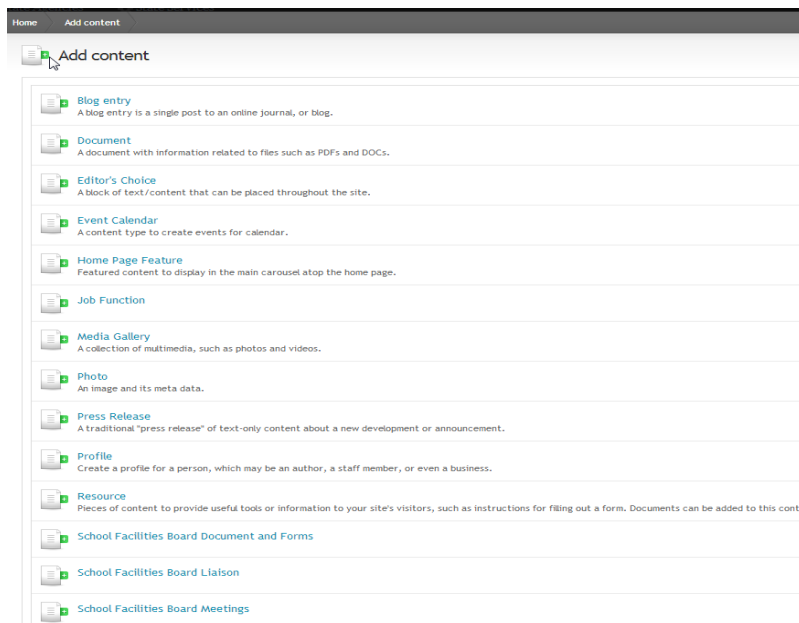 Home Add content
Add content
Blog entry
A blog entry is a single post to an online journal, or blog.
Document
A document with information related to files such as PDFs and DOCs.
Editor's Choice
A block of text/content that can be placed throughout the site.
Event Calendar
A content type to create events for calendar.
Home Page Feature
Featured content to display in the main carousel atop the home page.
Job Function
Media Gallery
A collection of multimedia, such as photos and videos.
Photo
An image and its meta data.
Press Release
A traditional "press release" of text-only content about a new development or announcement.
Profile
Create a profile for a person, which may be an author, a staff member, or even a business.
Resource
Pieces of content to provide useful tools or information to your site's visitors, such as instructions for filling out a form. Documents can be added to this cont
School Facilities Board Document and Forms
School Facilities Board Liaison
School Facilities Board Meetings